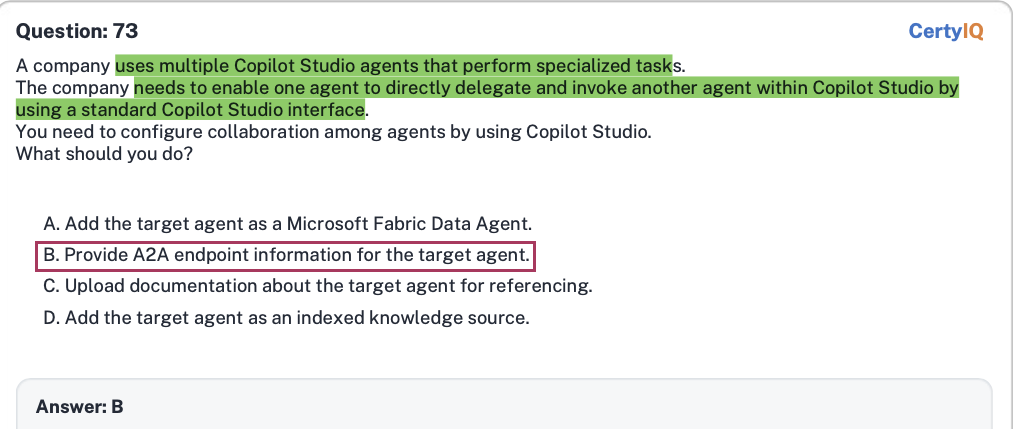 Question: 73
CertyIQ
A company uses multiple Copilot Studio agents that perform specialized tasks.
The company needs to enable one agent to directly delegate and invoke another agent within Copilot Studio by
using a standard Copilot Studio interface.
You need to configure collaboration among agents by using Copilot Studio.
What should you do?
A. Add the target agent as a Microsoft Fabric Data Agent.
B. Provide A2A endpoint information for the target agent.
C. Upload documentation about the target agent for referencing.
D. Add the target agent as an indexed knowledge source.
Answer: B